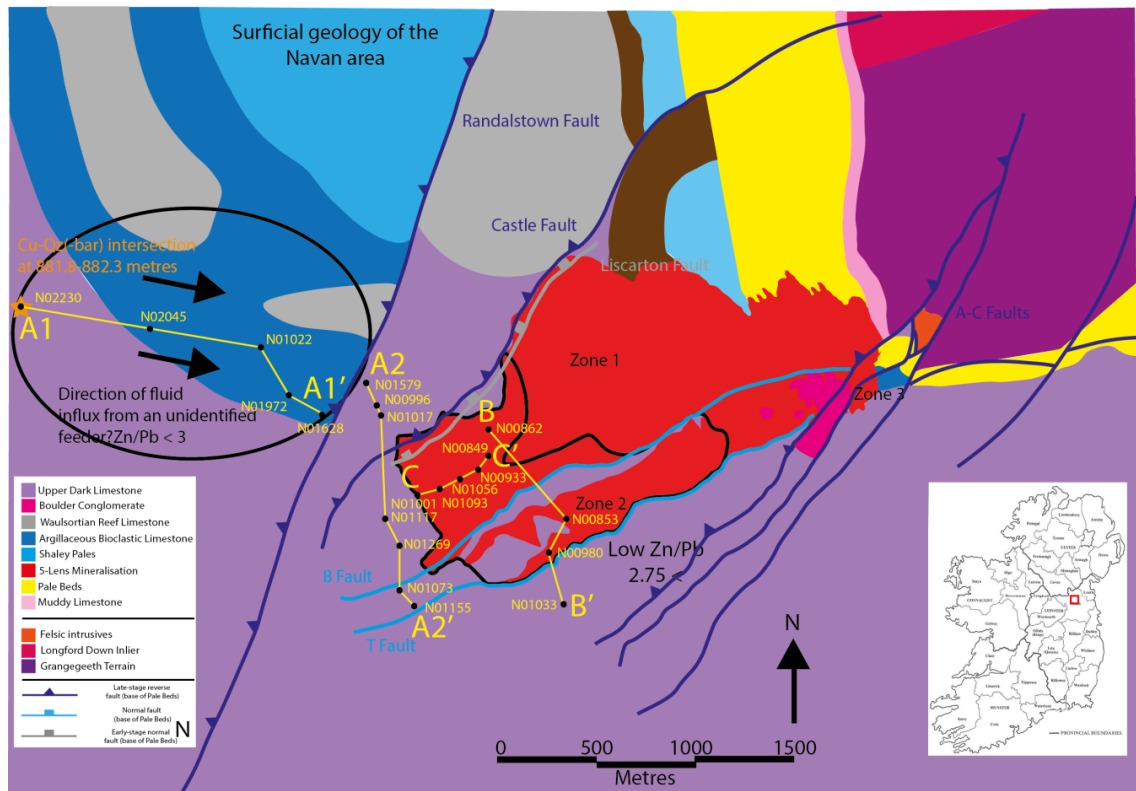 Surficial geology of the
Navan area
Randalstown Fault
Castle Fault
Liscarton Fault
A-C Faults
Cu-Qz(-bar) intersection
at 881.8-882.3 metres
N02230
A1
N02045
N01022
A1'
N01972
N01628
Direction of fluid
influx from an unidentified
feeder?Zn/Pb < 3
A2
N01579
N00996
N01017
Zone 1
Zone 3
B
N00862
N00849
C'
N00933
C
N01056
N01001
N01093
N01117
Zone 2
N00853
N01269
N00980
Low Zn/Pb
2.75 <
B Fault
N01073
N01033
B'
N01155
A2'
T Fault
Upper Dark Limestone
Boulder Conglomerate
Waulsortian Reef Limestone
Argillaceous Bioclastic Limestone
Shaley Pales
5-Lens Mineralisation
Pale Beds
Muddy Limestone
Felsic intrusives
Longford Down Inlier
Grangegeeth Terrain
Late-stage reverse
fault (base of Pale Beds)
Normal fault
(base of Pale Beds)
Early-stage normal
fault (base of Pale Beds)
N
N
0 500 1000 1500
Metres
ULSTER
CONNAUGHT
LEINSTER
MUNSTER
PROVINCIAL BOUNDARIES